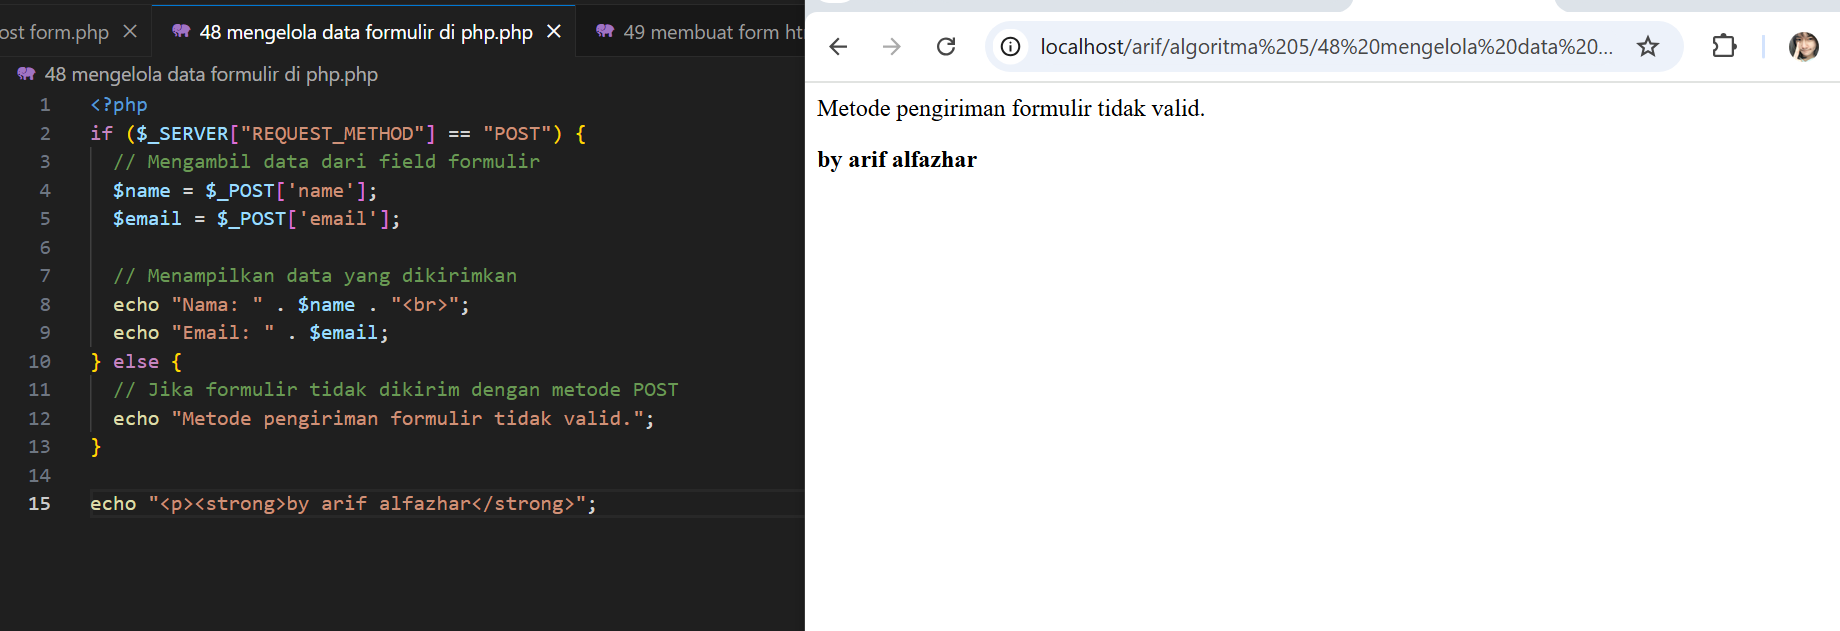 ost form.php
48 mengelola data formulir di php.php
49 membuat form ht
48 mengelola data formulir di php.php
1 <?php
2 if ($_SERVER["REQUEST_METHOD"] == "POST") {
3 // Mengambil data dari field formulir
4 $name = $_POST['name'];
5 $email = $_POST['email'];
6
7 // Menampilkan data yang dikirimkan
8 echo "Nama: " . $name . "<br>";
9 echo "Email: " . $email;
10 } else {
11 // Jika formulir tidak dikirim dengan metode POST
12 echo "Metode pengiriman formulir tidak valid.";
13 }
14
15 echo "<p><strong>by arif alfazhar</strong>";
localhost/arif/algoritma%205/48%20mengelola%20data%20...
Metode pengiriman formulir tidak valid.
by arif alfazhar